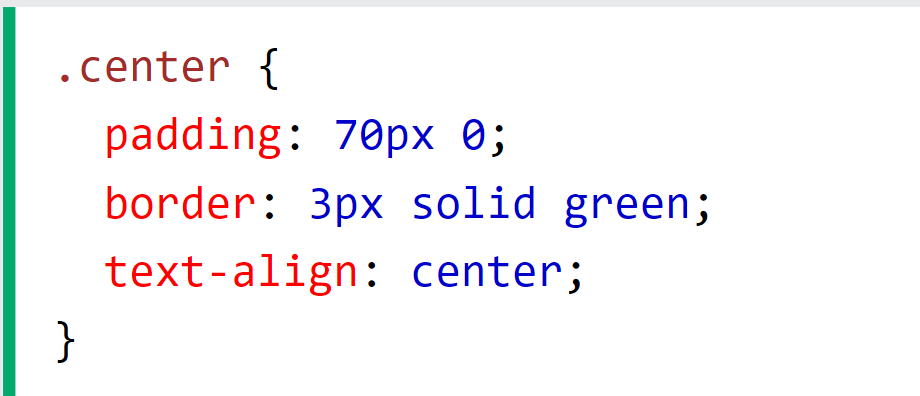 .center {
  padding: 70px 0;
  border: 3px solid green;
  text-align: center;
}